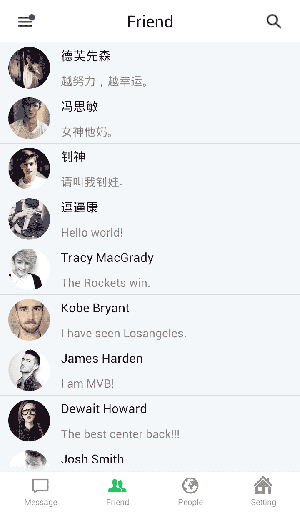 Friend
德芙先森
越努力，越幸运。
冯思敏
女神他妈。
钊神
请叫我钊娃.
逗逼康
Hello world!
Tracy MacGrady
The Rockets win.
Kobe Bryant
I have seen Losangeles.
James Harden
I am MVB!
Dewait Howard
The best center back!!!
Josh Smith
Message
Friend
People
Setting